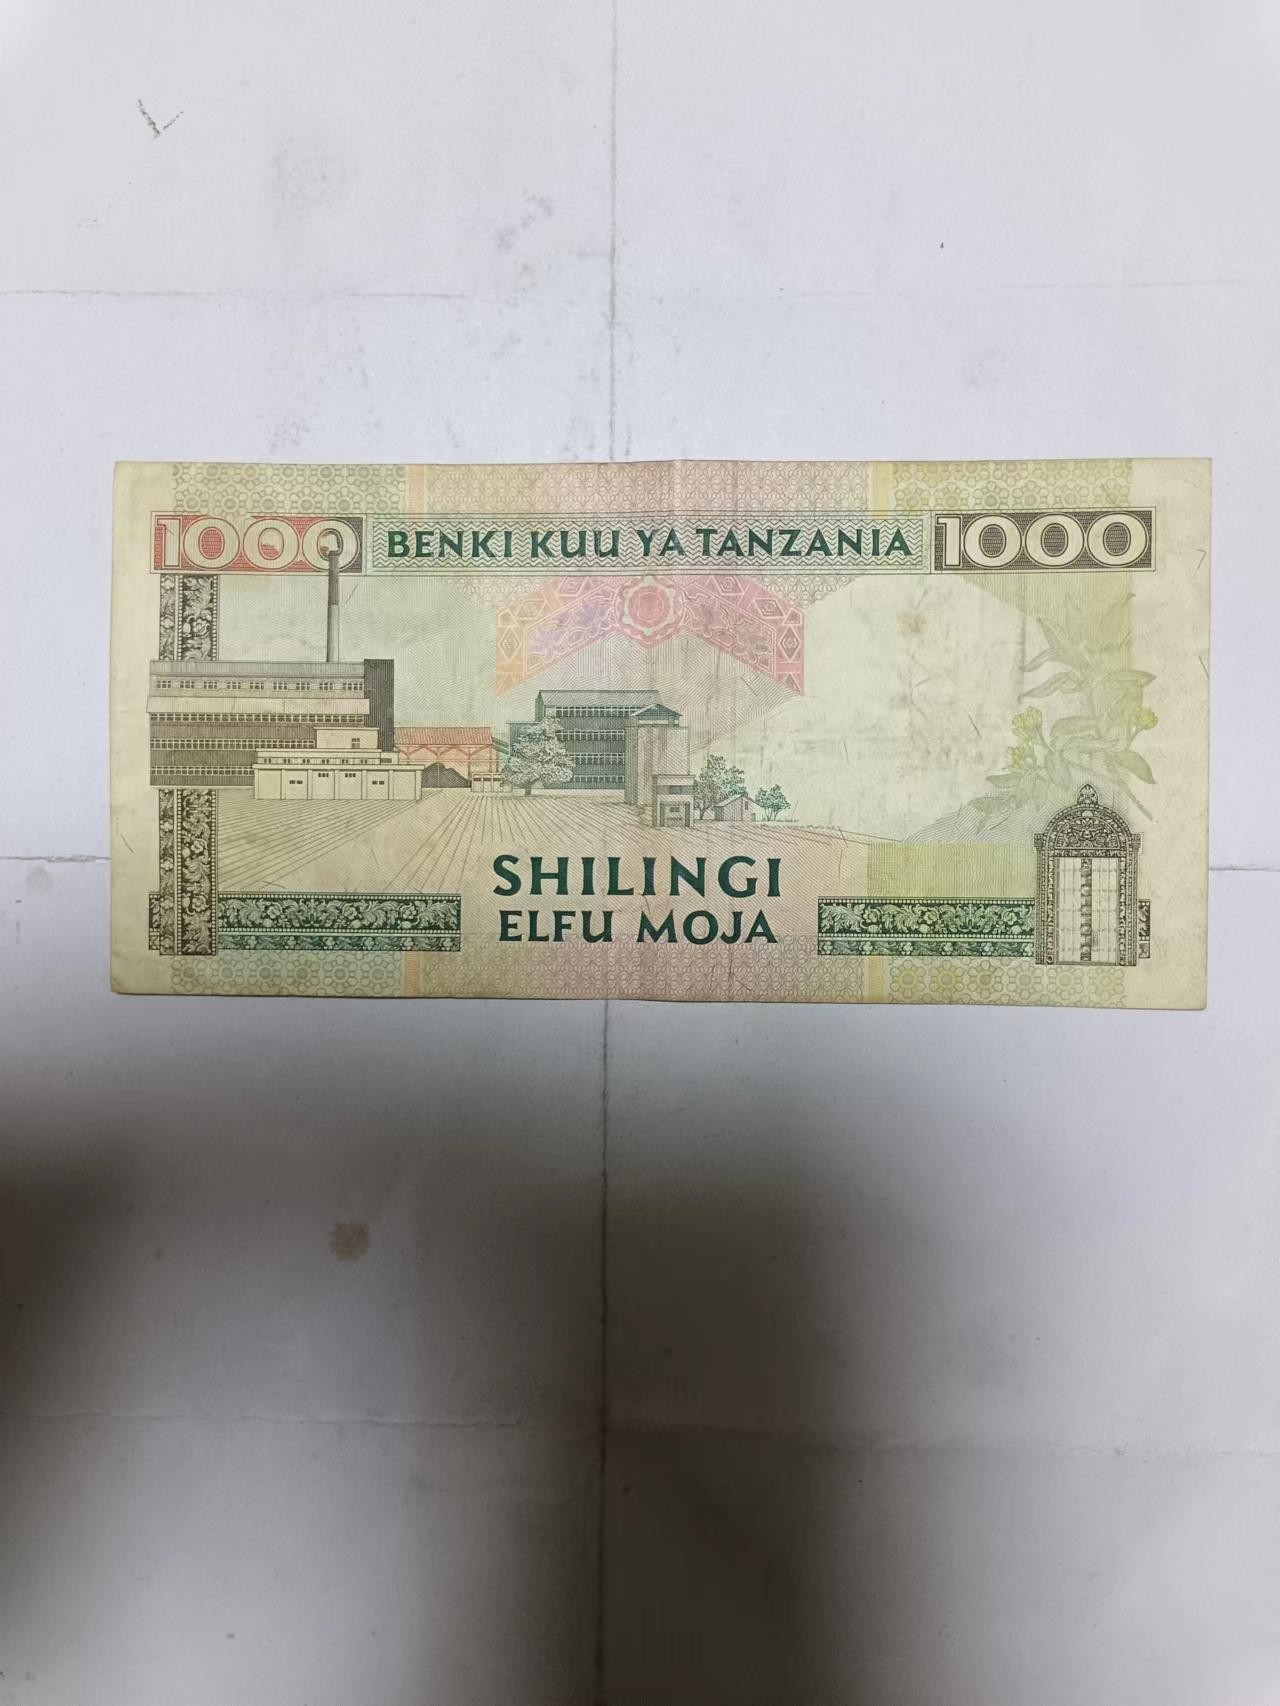 1000 BENKI KUU YA TANZANIA 1000
SHILINGI
ELFU MOJA